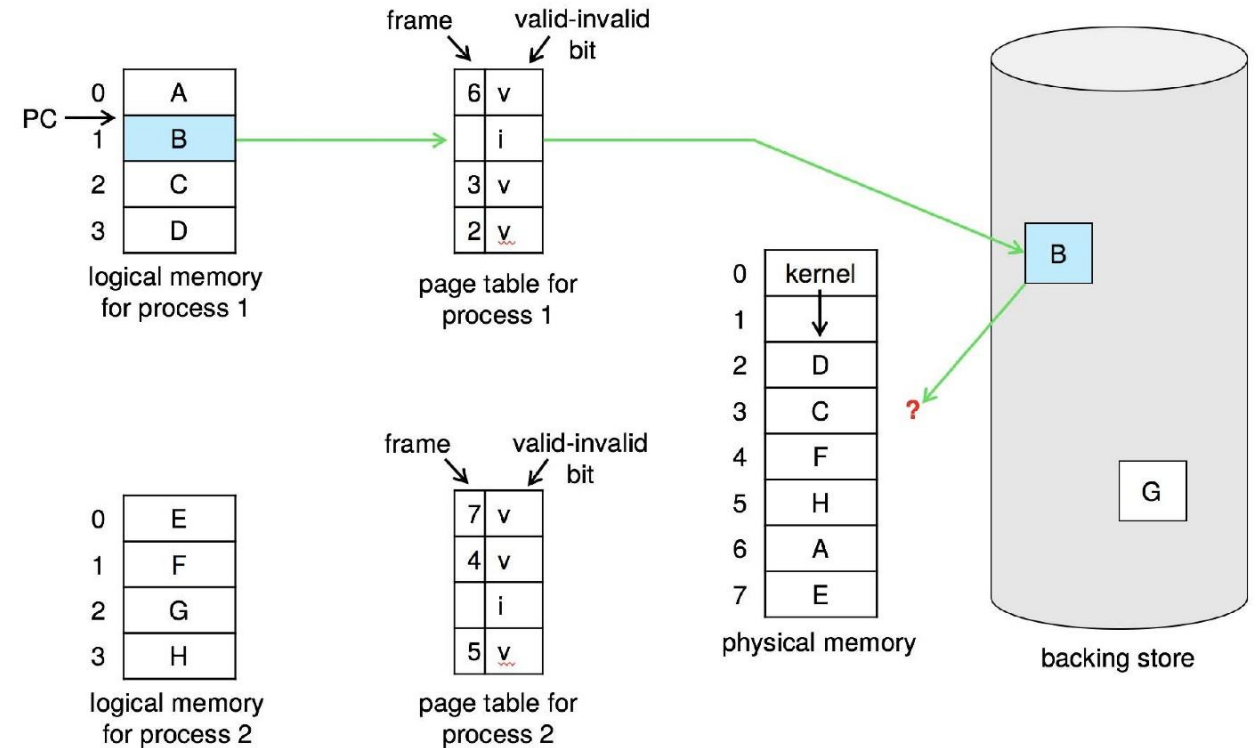 frame valid-invalid
bit
0 A
PC
1 B
2 C
3 D
logical memory
for process 1
6 v
i
3 v
2 v
page table for
process 1
0 kernel
1
2 D
3 C
4 F
5 H
6 A
7 E
physical memory
?
B
G
backing store
frame valid-invalid
bit
0 E
1 F
2 G
3 H
logical memory
for process 2
7 v
4 v
i
5 v
page table for
process 2